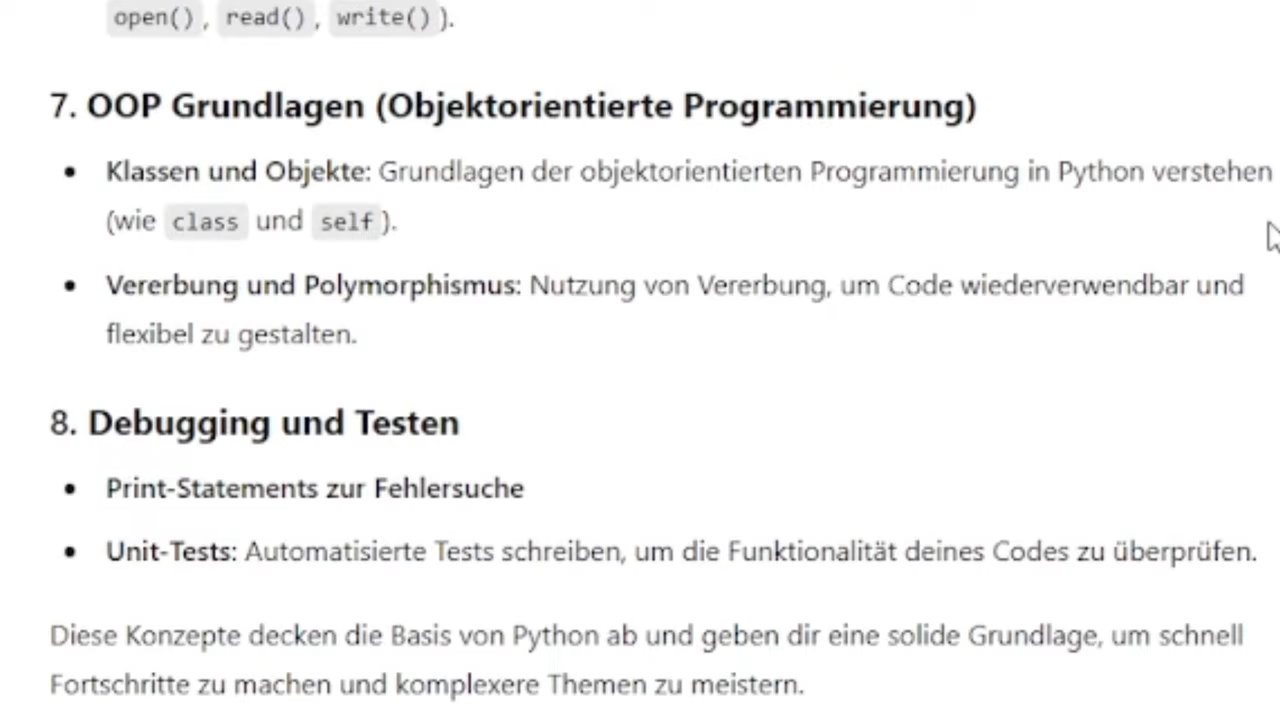 open(), read(), write()).
7. OOP Grundlagen (Objektorientierte Programmierung)
• Klassen und Objekte: Grundlagen der objektorientierten Programmierung in Python verstehen
(wie class und self).
• Vererbung und Polymorphismus: Nutzung von Vererbung, um Code wiederverwendbar und
flexibel zu gestalten.
8. Debugging und Testen
• Print-Statements zur Fehlersuche
• Unit-Tests: Automatisierte Tests schreiben, um die Funktionalität deines Codes zu überprüfen.
Diese Konzepte decken die Basis von Python ab und geben dir eine solide Grundlage, um schnell
Fortschritte zu machen und komplexere Themen zu meistern.